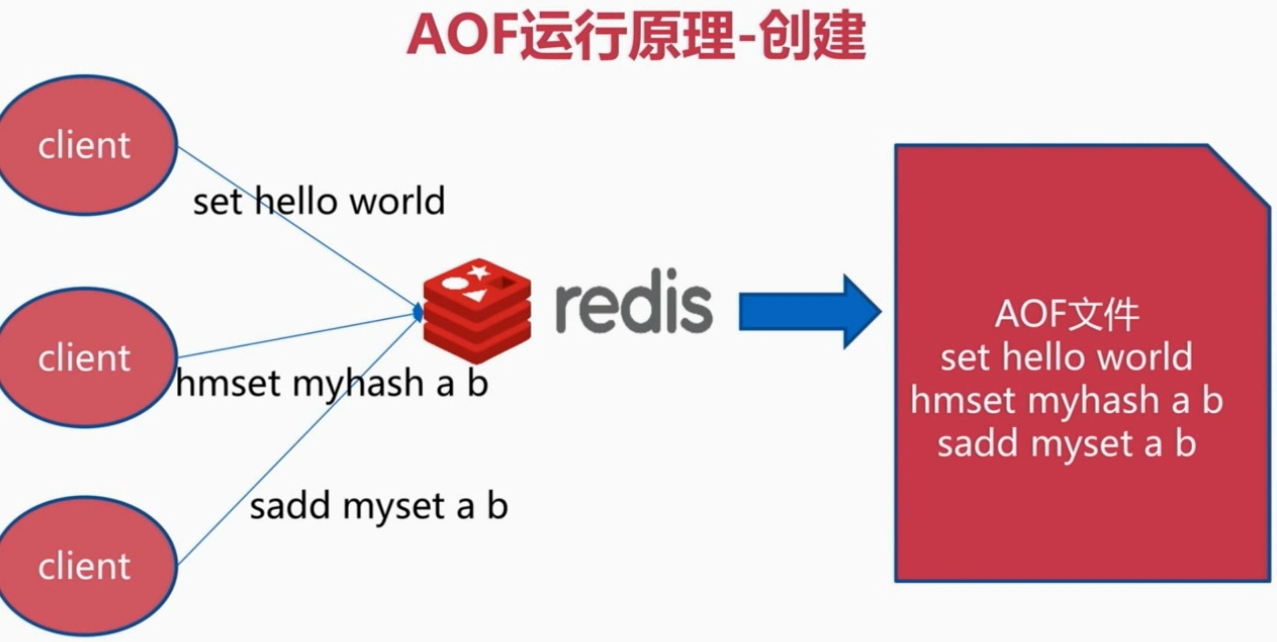 AOF运行原理-创建
client
set hello world
client
hmset myhash a b
client
sadd myset a b
redis
AOF文件
set hello world
hmset myhash a b
sadd myset a b